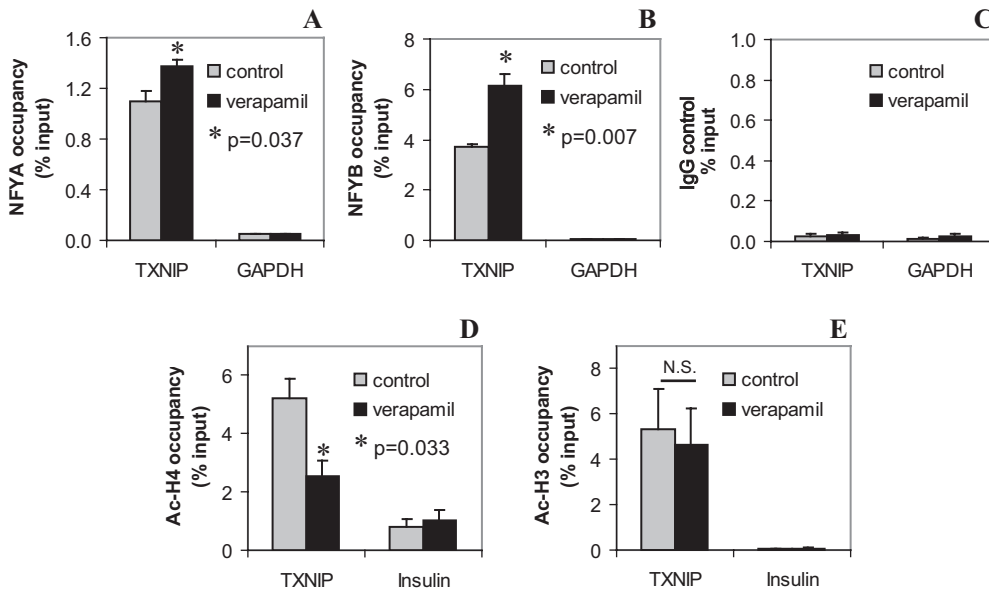 A
NFYA occupancy
(% input)
1.6
1.2
0.8
0.4
0.0
*
control
verapamil
* p=0.037
TXNIP
GAPDH
B
NFYB occupancy
(% input)
8
6
4
2
0
*
control
verapamil
* p=0.007
TXNIP
GAPDH
C
IgG control
% input
1.0
0.8
0.6
0.4
0.2
0.0
control
verapamil
TXNIP
GAPDH
D
Ac-H4 occupancy
(% input)
6
4
2
0
*
control
verapamil
* p=0.033
TXNIP
Insulin
E
Ac-H3 occupancy
(% input)
8
6
4
2
0
N.S.
control
verapamil
TXNIP
Insulin